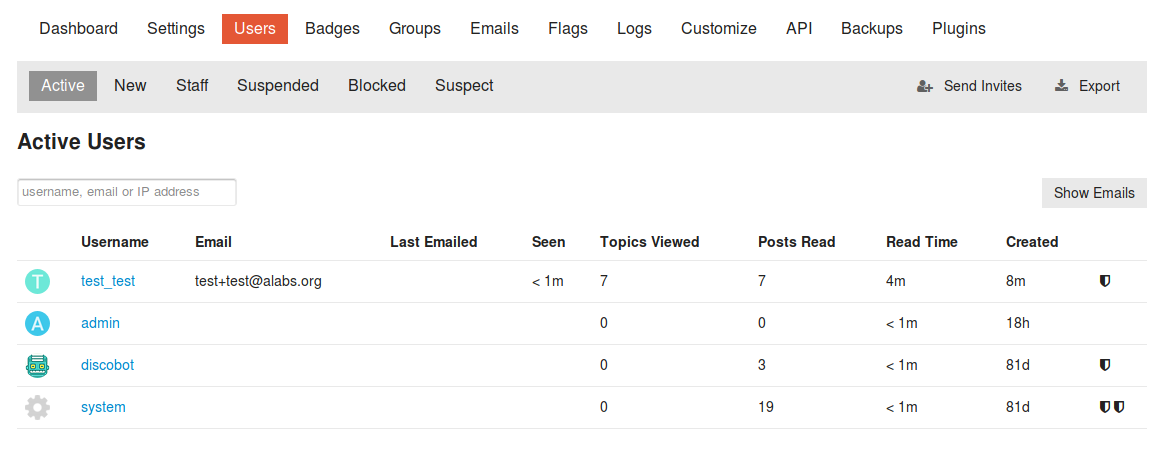 Dashboard Settings Users Badges Groups Emails Flags Logs Customize API Backups Plugins
Active New Staff Suspended Blocked Suspect Send Invites Export
Active Users
username, email or IP address Show Emails
Username Email Last Emailed Seen Topics Viewed Posts Read Read Time Created
T test_test test+test@alabs.org < 1m 7 7 4m 8m
A admin 0 0 < 1m 18h
discobot 0 3 < 1m 81d
system 0 19 < 1m 81d